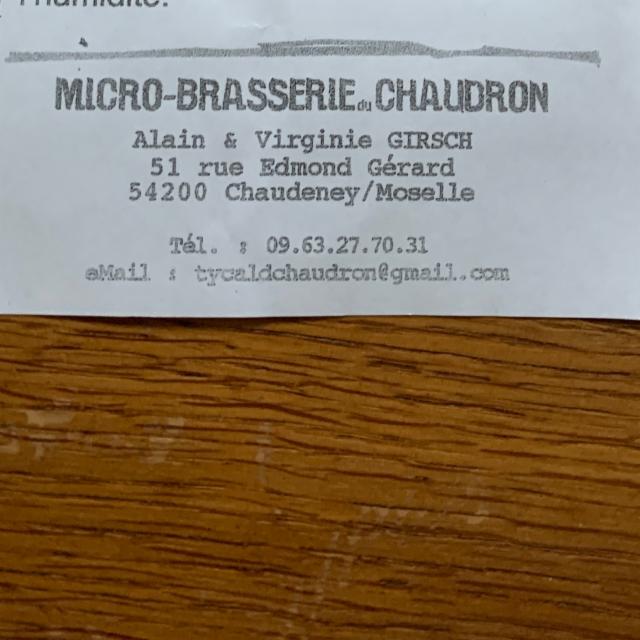 l'humidité.
MICRO-BRASSERIE du CHAUDRON
Alain & Virginie GIRSCH
51 rue Edmond Gérard
54200 Chaudeney/Moselle
Tél. : 09.63.27.70.31
eMail : tycaldchaudron@gmail.com